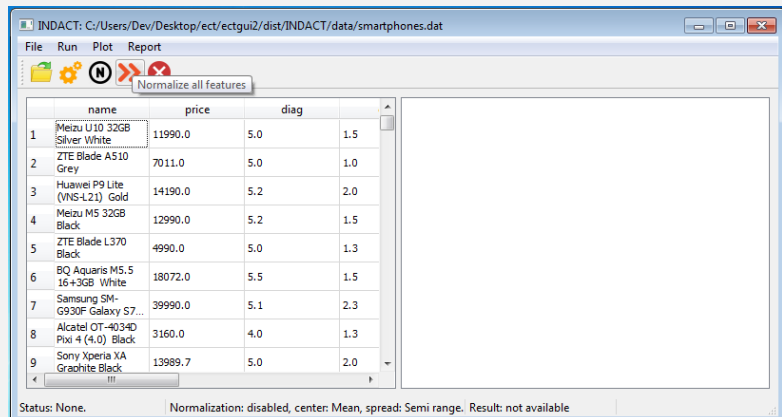 INDACT: C:/Users/Dev/Desktop/ect/ectgui2/dist/INDACT/data/smartphones.dat
File Run Plot Report
N
Normalize all features
name price diag
1 Meizu U10 32GB Silver White 11990.0 5.0 1.5
2 ZTE Blade A510 Grey 7011.0 5.0 1.0
3 Huawei P9 Lite (VNS-L21) Gold 14190.0 5.2 2.0
4 Meizu M5 32GB Black 12990.0 5.2 1.5
5 ZTE Blade L370 Black 4990.0 5.0 1.3
6 BQ Aquaris M5.5 16+3GB White 18072.0 5.5 1.5
7 Samsung SM-G930F Galaxy S7... 39990.0 5.1 2.3
8 Alcatel OT-4034D Pixi 4 (4.0) Black 3160.0 4.0 1.3
9 Sony Xperia XA Graphite Black 13989.7 5.0 2.0
Status: None. Normalization: disabled, center: Mean, spread: Semi range. Result: not available